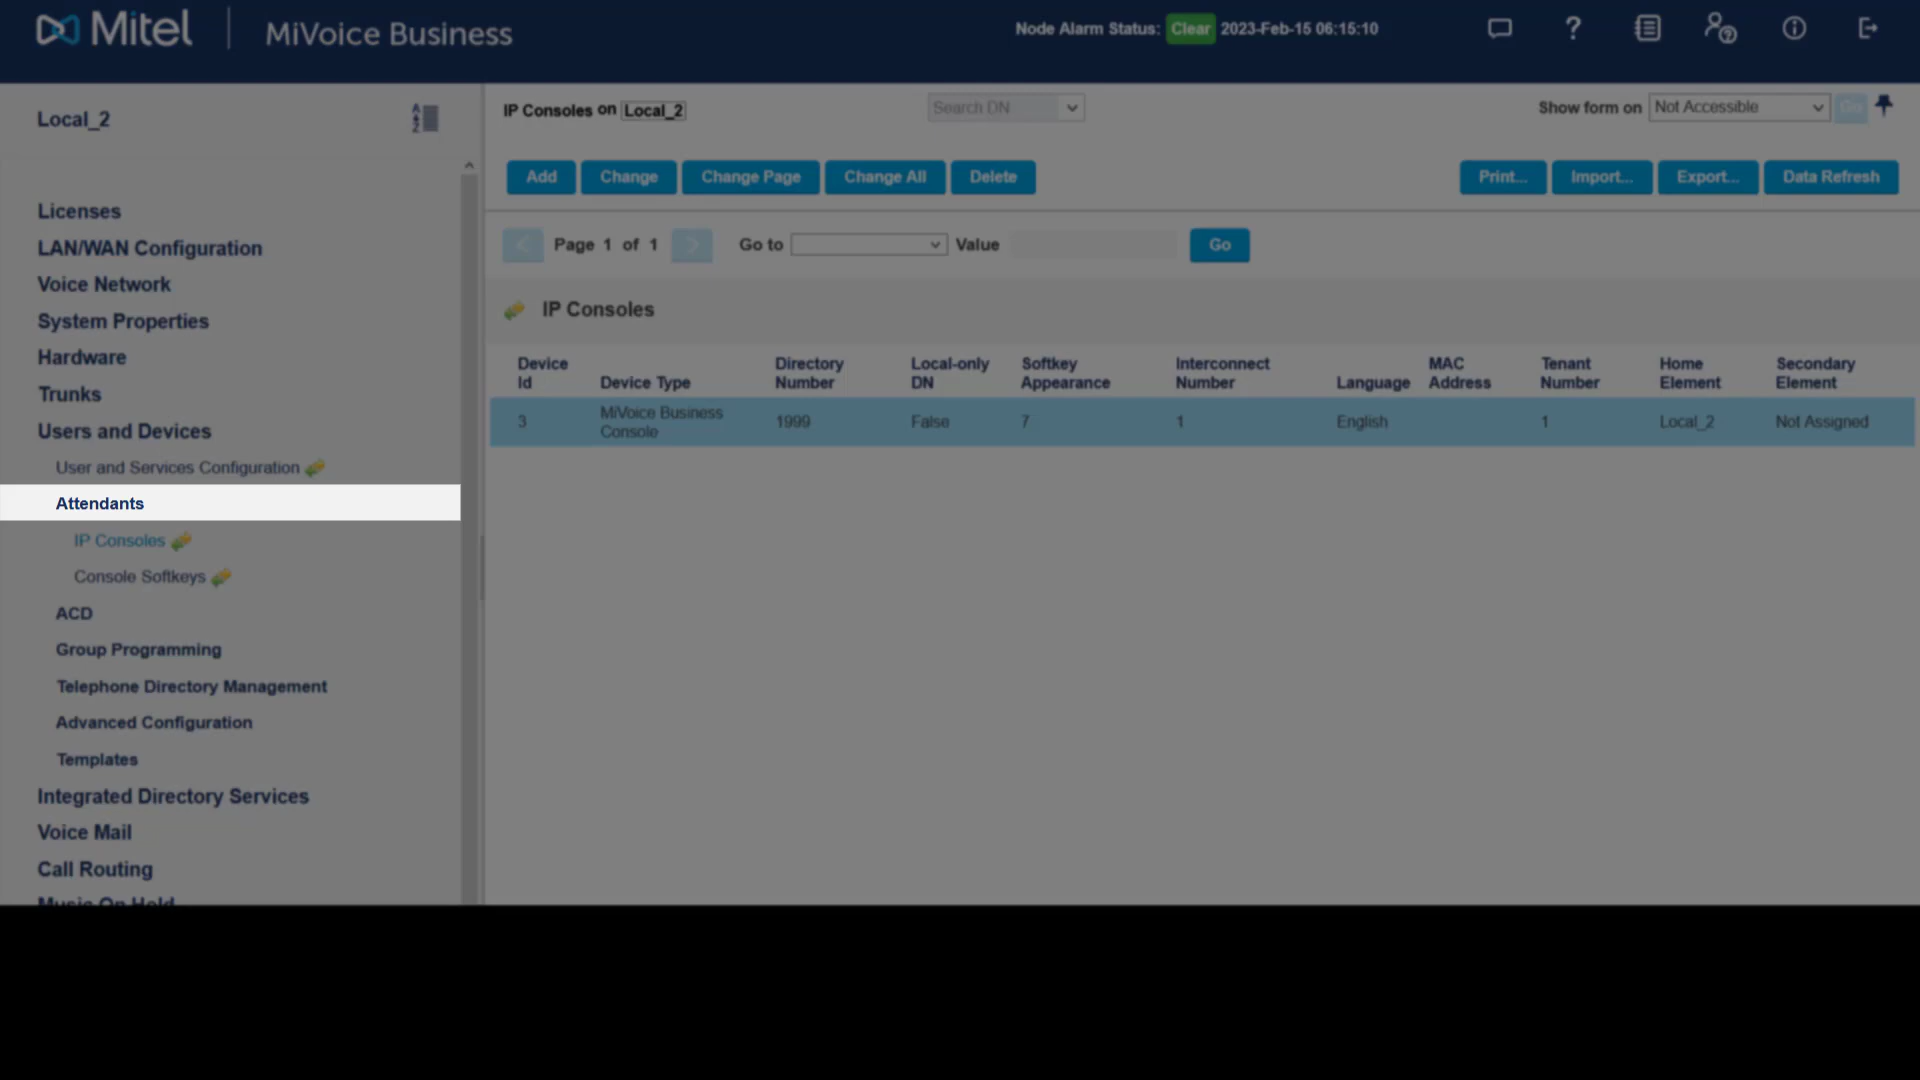 Mitel | MiVoice Business
Node Alarm Status: Clear 2023-Feb-15 06:15:10
Local_2
Licenses
LAN/WAN Configuration
Voice Network
System Properties
Hardware
Trunks
Users and Devices
User and Services Configuration
Attendants
IP Consoles
Console Softkeys
ACD
Group Programming
Telephone Directory Management
Advanced Configuration
Templates
Integrated Directory Services
Voice Mail
Call Routing
Music On Hold
IP Consoles on Local_2
Search DN
Show form on Not Accessible Go
Add Change Change Page Change All Delete
Print... Import... Export... Data Refresh
< Page 1 of 1 > Go to Value Go
IP Consoles
Device Id Device Type Directory Number Local-only DN Softkey Appearance Interconnect Number Language MAC Address Tenant Number Home Element Secondary Element
3 MiVoice Business Console 1999 False 7 1 English 1 Local_2 Not Assigned